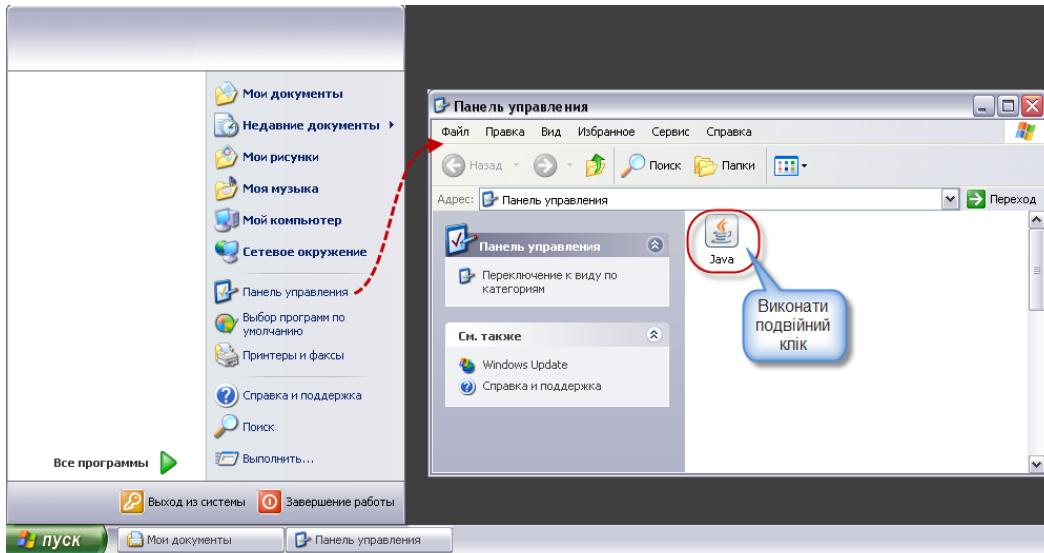 Мои документы
Недавние документы
Мои рисунки
Моя музыка
Мой компьютер
Сетевое окружение
Панель управления
Выбор программ по
умолчанию
Принтеры и факсы
Справка и поддержка
Поиск
Выполнить...
Все программы
Выход из системы
Завершение работы
Панель управления
Файл Правка Вид Избранное Сервис Справка
Назад Поиск Папки
Адрес: Панель управления Переход
Панель управления
Переключение к виду по
категориям
См. также
Windows Update
Справка и поддержка
Java
Виконати
подвійний
клік
пуск Мои документы Панель управления